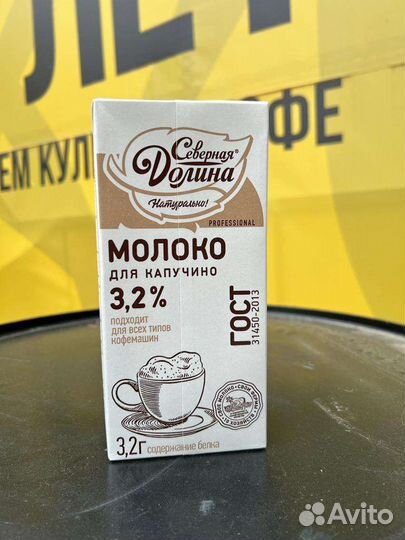 ЛЕТ
ЕМ КУЛ
ФЕ
Северная®
Долина
Натурально!
PROFESSIONAL
МОЛОКО
ДЛЯ КАПУЧИНО
3,2%
подходит
для всех типов
кофемашин
ГОСТ
31450-2013
3,2г содержание белка
Avito